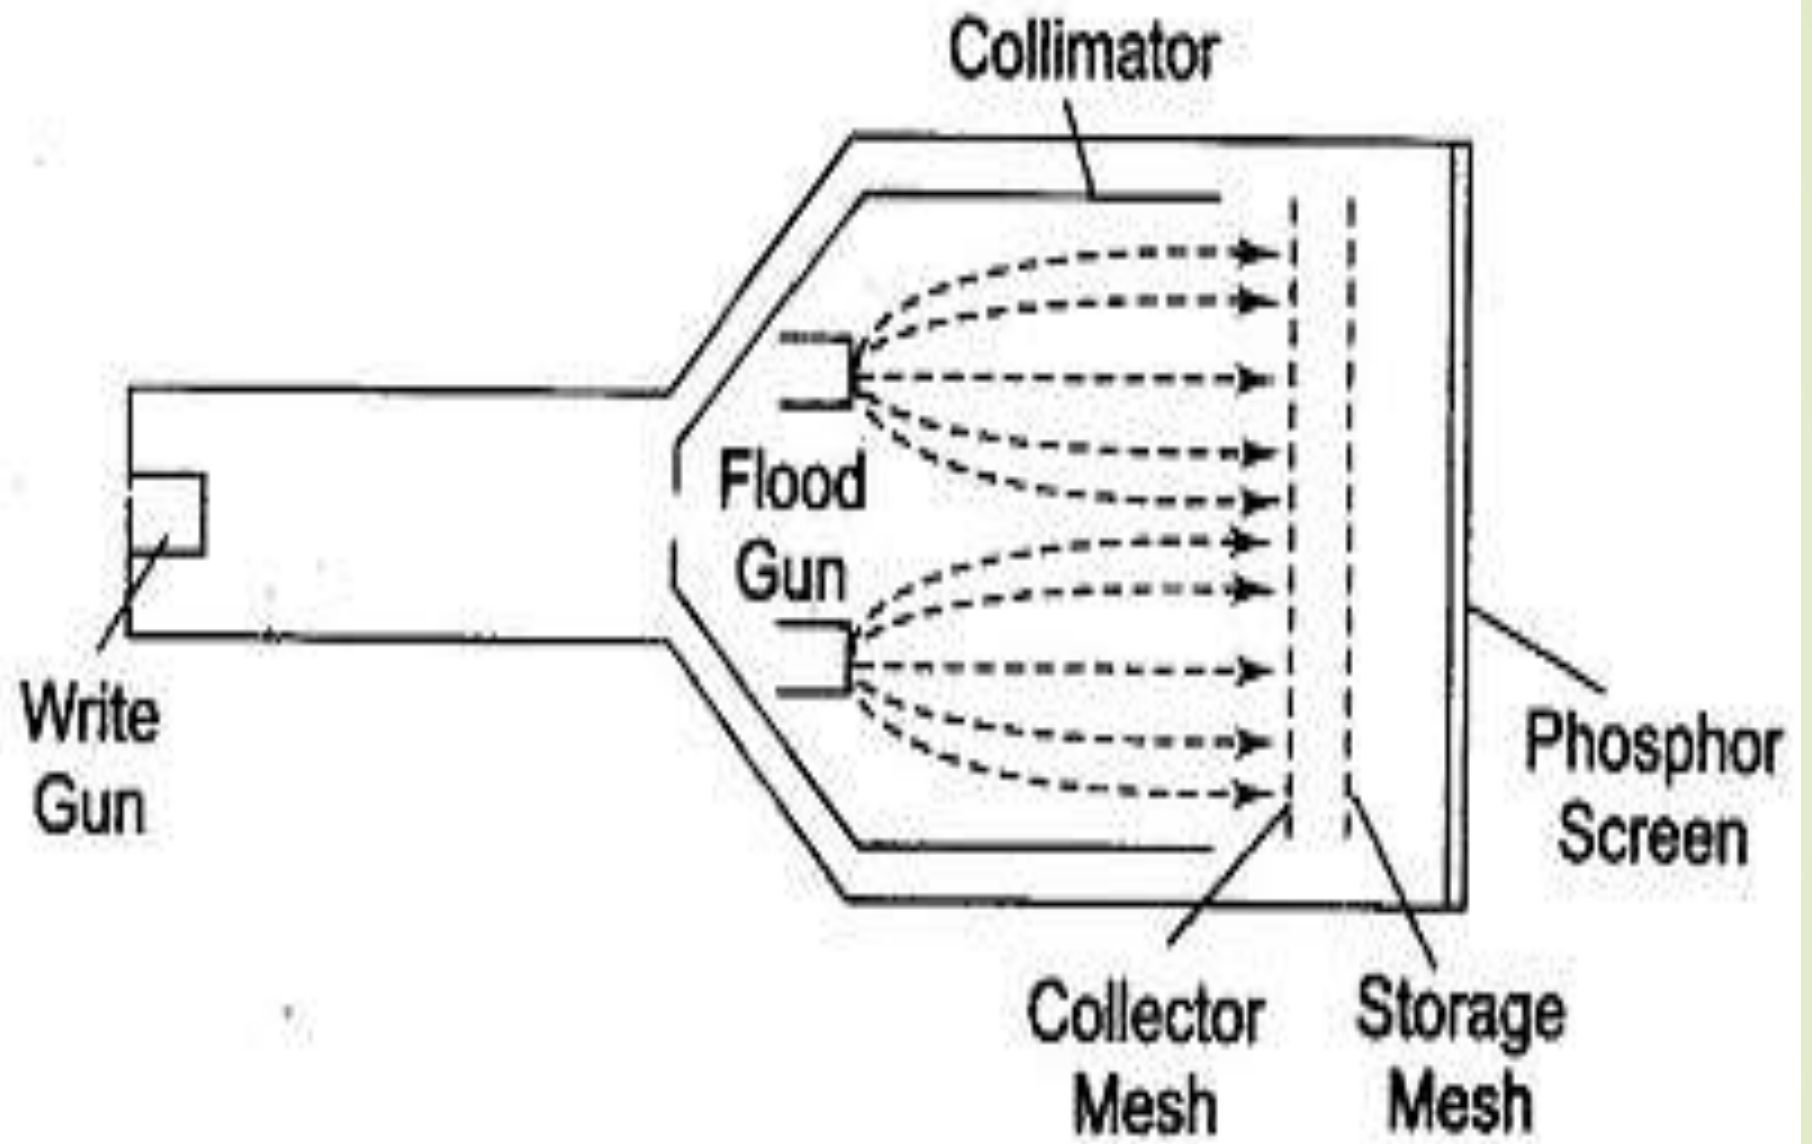 Collimator
Flood
Gun
Write
Gun
Phosphor
Screen
Collector
Mesh
Storage
Mesh